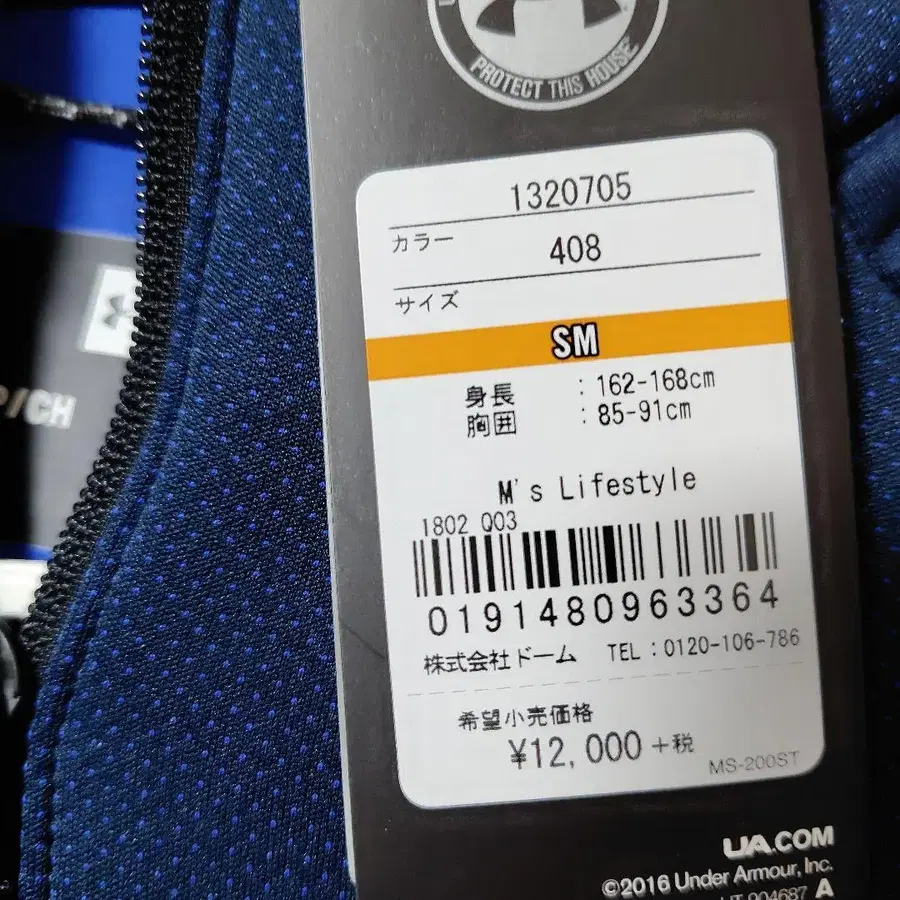 PROTECT THIS HOUSE
1320705
カラー
408
サイズ
SM
身長 : 162-168cm
胸囲 : 85-91cm
M's Lifestyle
1802 Q03
0191480963364
株式会社ドーム TEL:0120-106-786
希望小売価格
¥12,000+税
MS-200ST
UA.COM
©2016 Under Armour, Inc.
904687 A
/CH